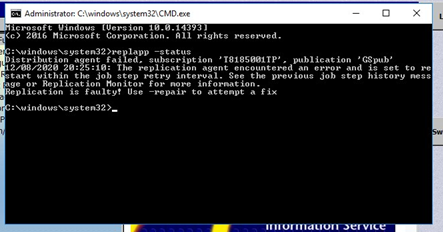 Administrator: C:\windows\system32\CMD.exe
Microsoft Windows [Version 10.0.14393]
(c) 2016 Microsoft Corporation. All rights reserved.
C:\windows\system32>replapp -status
Distribution agent failed, subscription 'T8185001TP', publication 'GSpub'
12/08/2020 20:25:10: The replication agent encountered an error and is set to re
start within the job step retry interval. See the previous job step history mess
age or Replication Monitor for more information.
Replication is faulty! Use -repair to attempt a fix
C:\windows\system32>_
Sw
Information Service